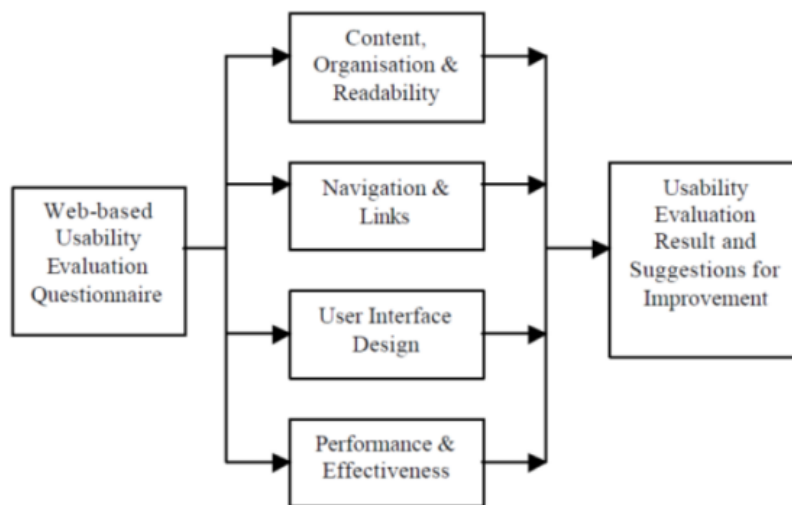 Content,
Organisation &
Readability
Web-based
Usability
Evaluation
Questionnaire
Navigation &
Links
User Interface
Design
Performance &
Effectiveness
Usability
Evaluation
Result and
Suggestions for
Improvement